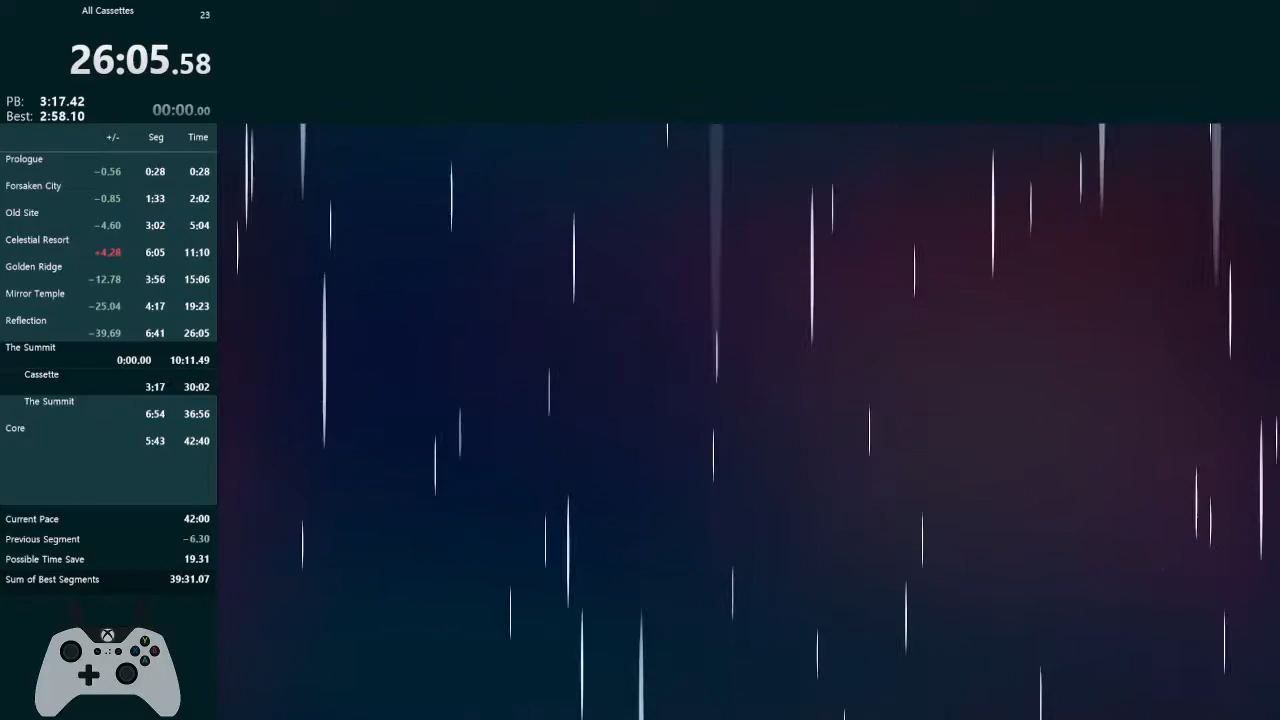 All Cassettes
23
26:05.58
PB: 3:17.42
Best: 2:58.10
00:00.00
+/- Seg Time
Prologue
−0.56 0:28 0:28
Forsaken City
−0.85 1:33 2:02
Old Site
−4.60 3:02 5:04
Celestial Resort
+4.28 6:05 11:10
Golden Ridge
−12.78 3:56 15:06
Mirror Temple
−25.04 4:17 19:23
Reflection
−39.69 6:41 26:05
The Summit
0:00.00 10:11.49
Cassette
3:17 30:02
The Summit
6:54 36:56
Core
5:43 42:40
Current Pace 42:00
Previous Segment −6.30
Possible Time Save 19.31
Sum of Best Segments 39:31.07
Y
X B
A